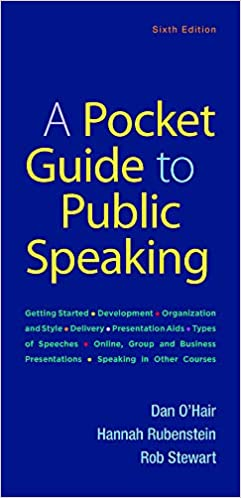 Sixth Edition
A Pocket
Guide to
Public
Speaking
Getting Started • Development • Organization
and Style • Delivery • Presentation Aids • Types
of Speeches • Online, Group and Business
Presentations • Speaking in Other Courses
Dan O'Hair
Hannah Rubenstein
Rob Stewart